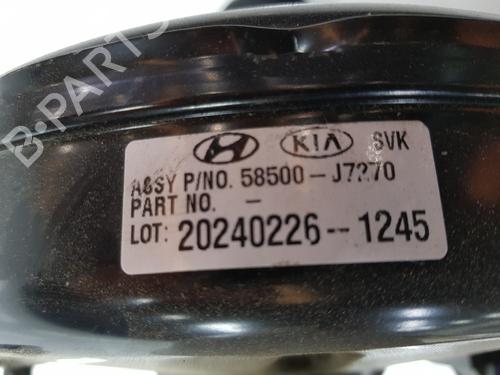 KIA SVK
ASSY P/NO. 58500-J7270
PART NO. -
LOT: 20240226--1245
B-PARTS